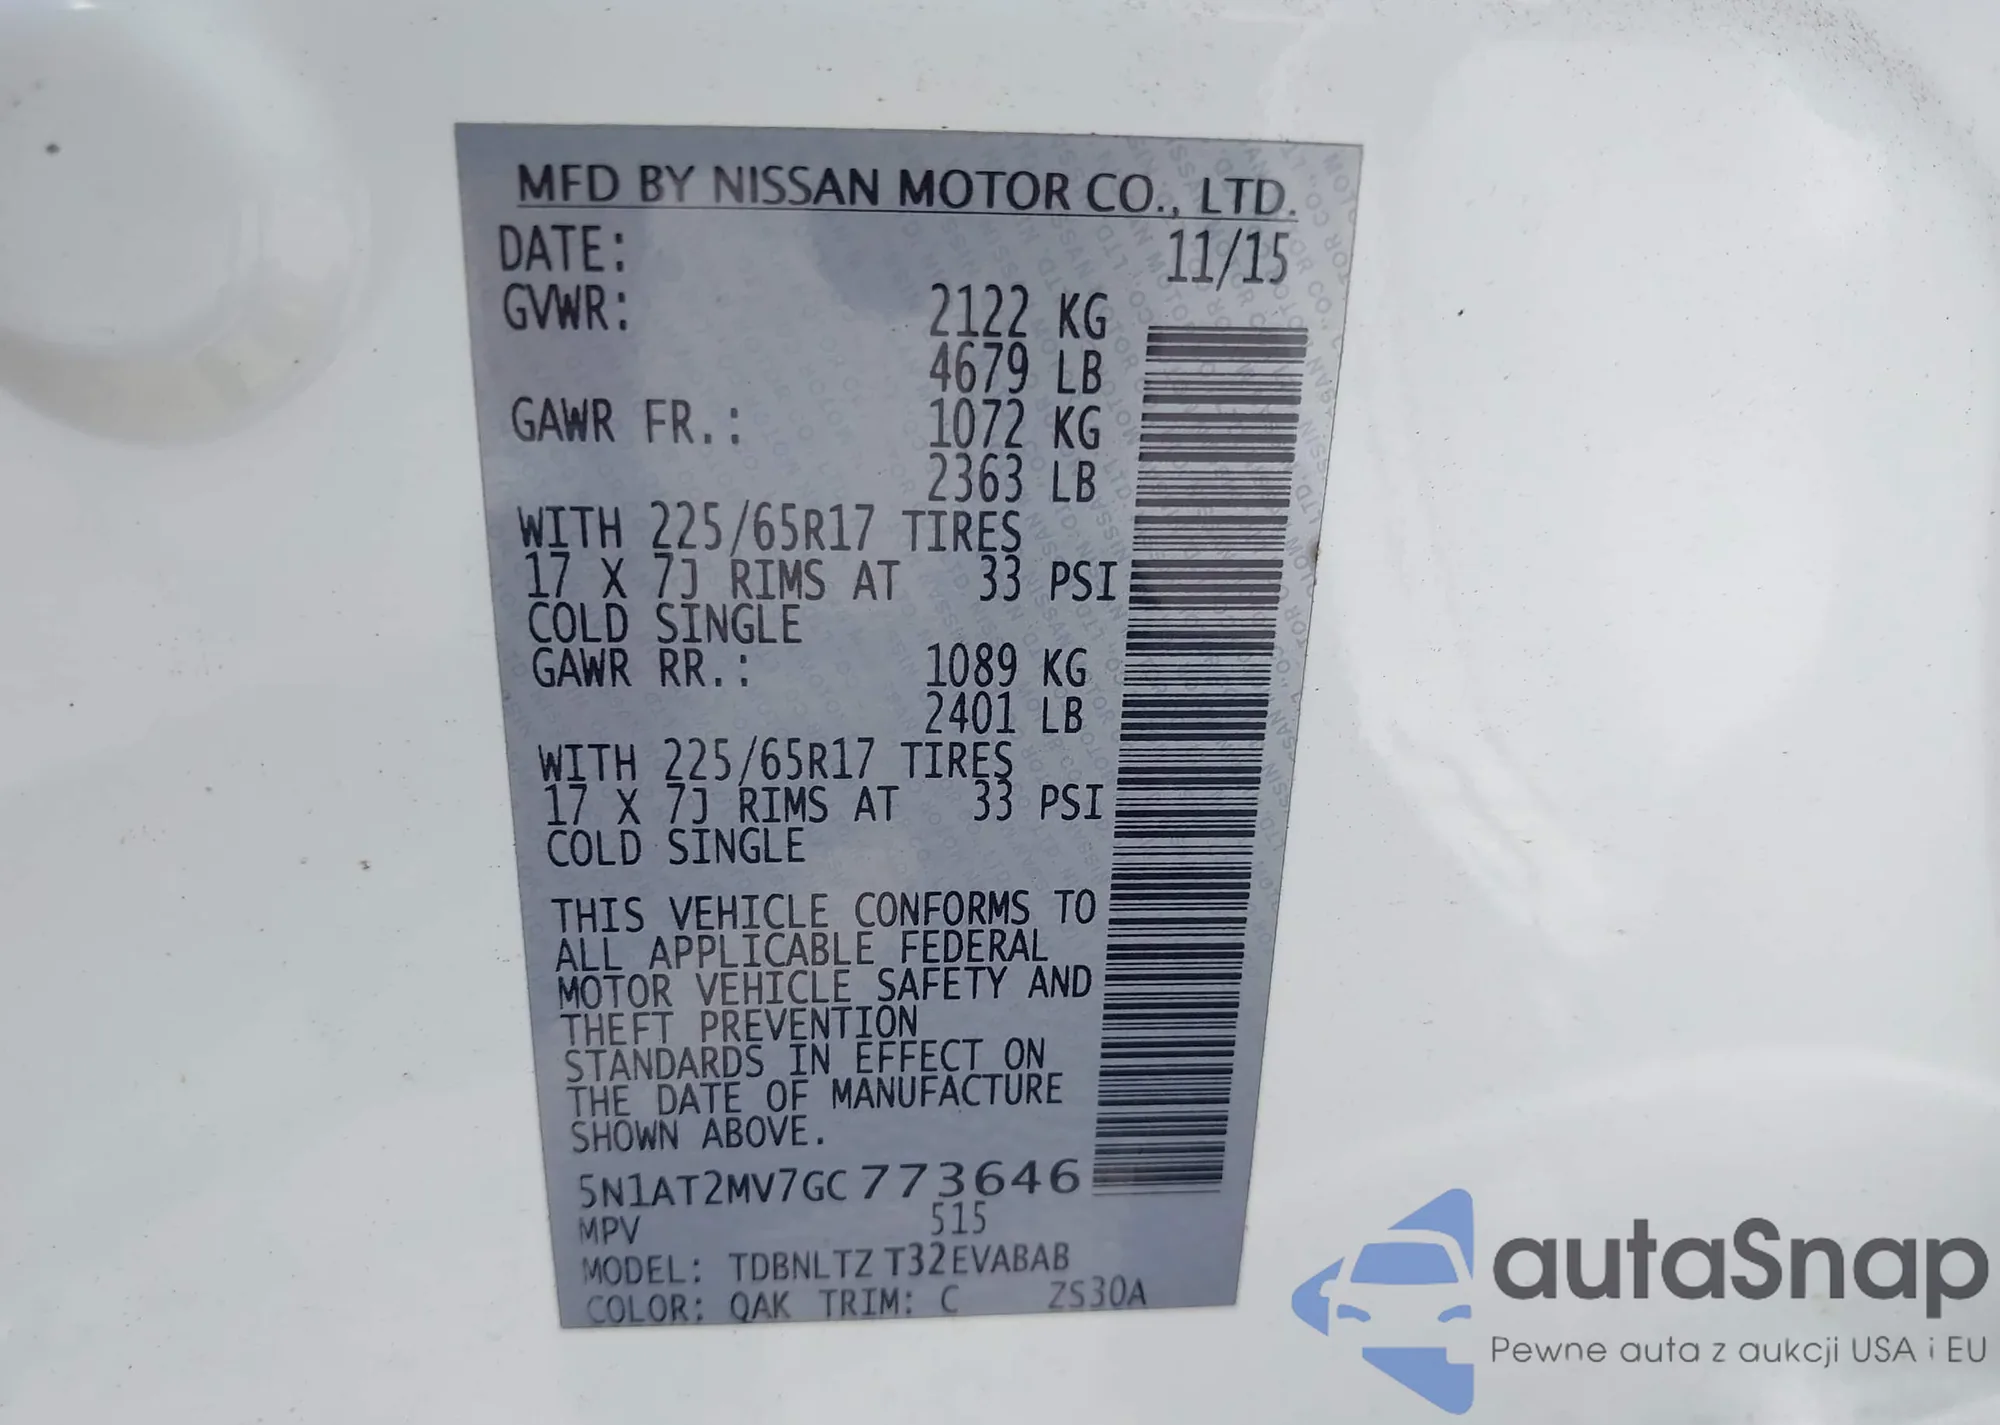 MFD BY NISSAN MOTOR CO., LTD.
DATE: 11/15
GVWR: 2122 KG
4679 LB
GAWR FR.: 1072 KG
2363 LB
WITH 225/65R17 TIRES
17 X 7J RIMS AT 33 PSI
COLD SINGLE
GAWR RR.: 1089 KG
2401 LB
WITH 225/65R17 TIRES
17 X 7J RIMS AT 33 PSI
COLD SINGLE
THIS VEHICLE CONFORMS TO
ALL APPLICABLE FEDERAL
MOTOR VEHICLE SAFETY AND
THEFT PREVENTION
STANDARDS IN EFFECT ON
THE DATE OF MANUFACTURE
SHOWN ABOVE.
5N1AT2MV7GC773646
MPV 515
MODEL: TDBNLTZ T32EVABAB
COLOR: QAK TRIM: C ZS30A
autaSnap
Pewne auta z aukcji USA i EU